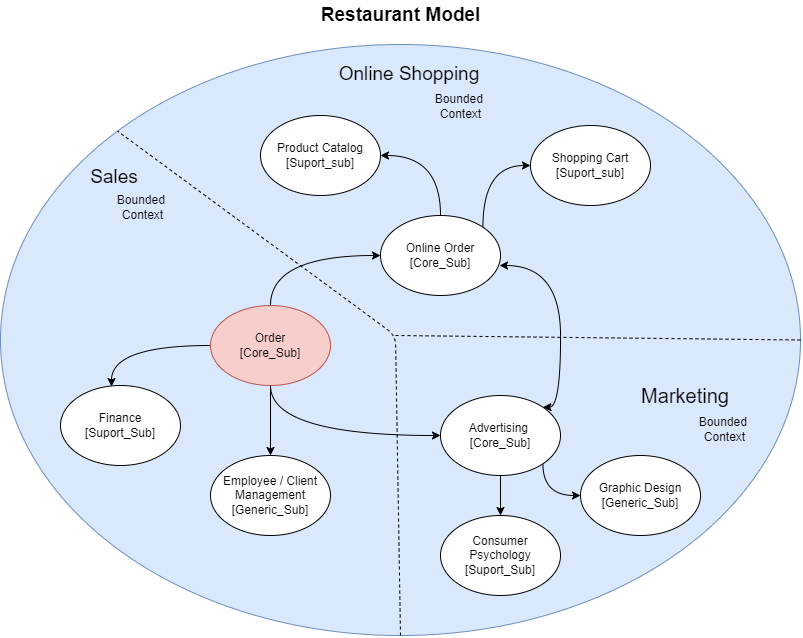 Restaurant Model
Online Shopping
Bounded
Context
Product Catalog
[Suport_sub]
Shopping Cart
[Suport_sub]
Sales
Bounded
Context
Online Order
[Core_Sub]
Order
[Core_Sub]
Finance
[Suport_Sub]
Employee / Client
Management
[Generic_Sub]
Marketing
Bounded
Context
Advertising
[Core_Sub]
Graphic Design
[Generic_Sub]
Consumer
Psychology
[Suport_Sub]